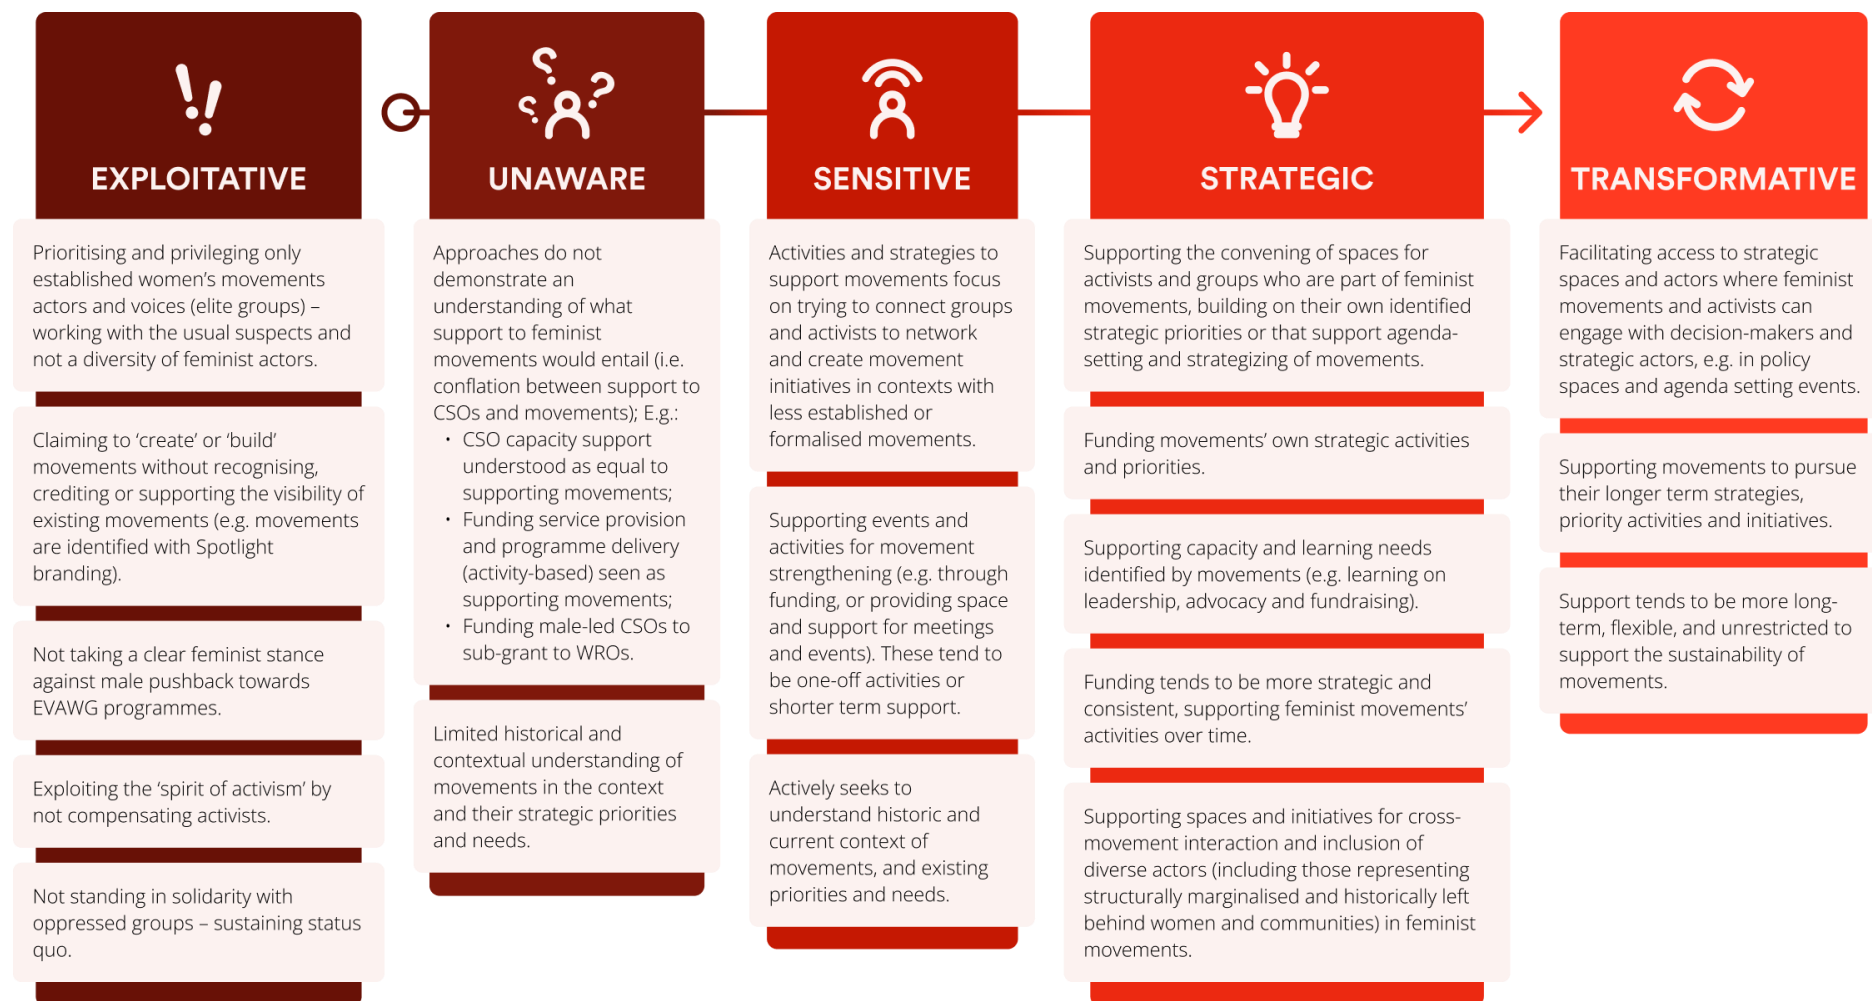 EXPLOITATIVE
Prioritising and privileging only
established women’s movements
actors and voices (elite groups) –
working with the usual suspects and
not a diversity of feminist actors.
Claiming to ‘create’ or ‘build’
movements without recognising,
crediting or supporting the visibility of
existing movements (e.g. movements
are identified with Spotlight
branding).
Not taking a clear feminist stance
against male pushback towards
EVAWG programmes.
Exploiting the ‘spirit of activism’ by
not compensating activists.
Not standing in solidarity with
oppressed groups – sustaining status
quo.
UNAWARE
Approaches do not
demonstrate an
understanding of what
support to feminist
movements would entail (i.e.
conflation between support to
CSOs and movements); E.g.:
• CSO capacity support
understood as equal to
supporting movements;
• Funding service provision
and programme delivery
(activity-based) seen as
supporting movements;
• Funding male-led CSOs to
sub-grant to WROs.
Limited historical and
contextual understanding of
movements in the context
and their strategic priorities
and needs.
SENSITIVE
Activities and strategies to
support movements focus
on trying to connect groups
and activists to network
and create movement
initiatives in contexts with
less established or
formalised movements.
Supporting events and
activities for movement
strengthening (e.g. through
funding, or providing space
and support for meetings
and events). These tend to
be one-off activities or
shorter term support.
Actively seeks to
understand historic and
current context of
movements, and existing
priorities and needs.
STRATEGIC
Supporting the convening of spaces for
activists and groups who are part of feminist
movements, building on their own identified
strategic priorities or that support agenda-
setting and strategizing of movements.
Funding movements’ own strategic activities
and priorities.
Supporting capacity and learning needs
identified by movements (e.g. learning on
leadership, advocacy and fundraising).
Funding tends to be more strategic and
consistent, supporting feminist movements’
activities over time.
Supporting spaces and initiatives for cross-
movement interaction and inclusion of
diverse actors (including those representing
structurally marginalised and historically left
behind women and communities) in feminist
movements.
TRANSFORMATIVE
Facilitating access to strategic
spaces and actors where feminist
movements and activists can
engage with decision-makers and
strategic actors, e.g. in policy
spaces and agenda setting events.
Supporting movements to pursue
their longer term strategies,
priority activities and initiatives.
Support tends to be more long-
term, flexible, and unrestricted to
support the sustainability of
movements.